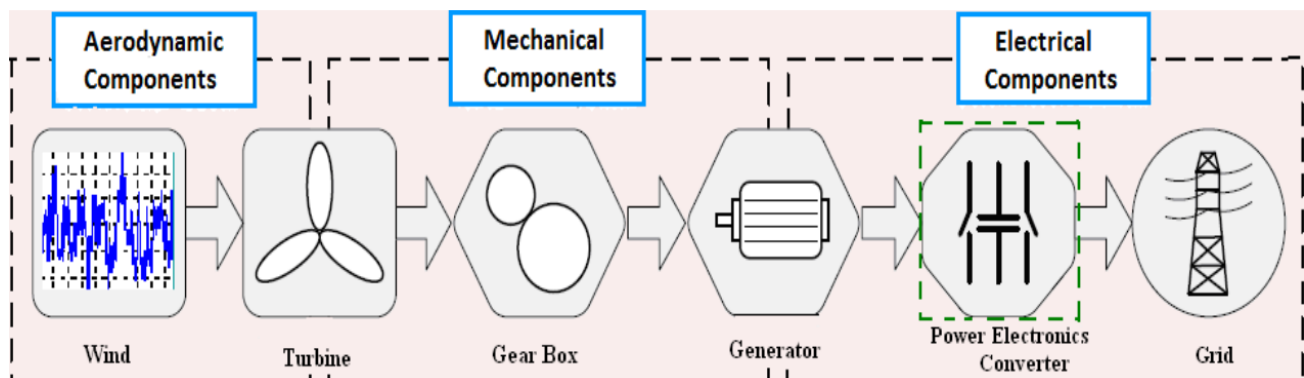 Aerodynamic
Components
Mechanical
Components
Electrical
Components
Wind
Turbine
Gear Box
Generator
Power Electronics
Converter
Grid